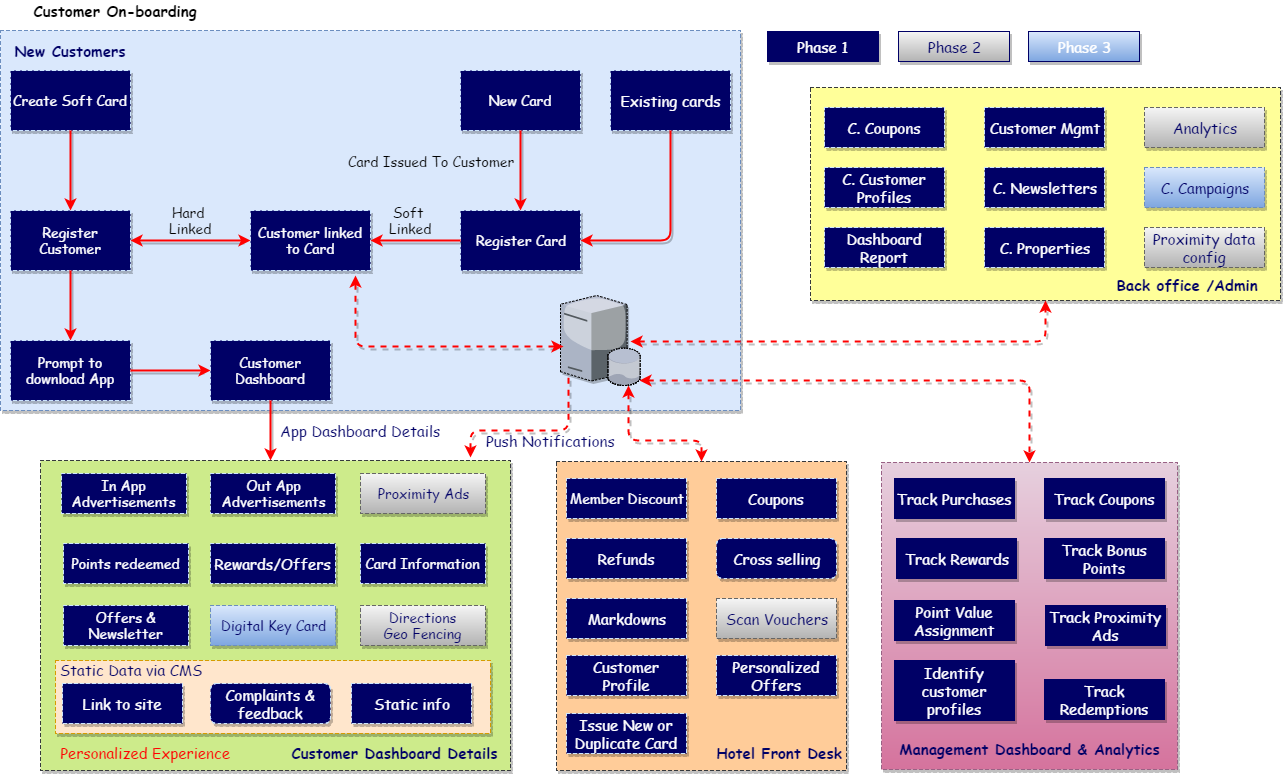 Customer On-boarding
New Customers
Phase 1
Phase 2
Phase 3
Create Soft Card
New Card
Existing cards
Card Issued To Customer
Register
Customer
Hard
Linked
Customer linked
to Card
Soft
Linked
Register Card
Prompt to
download App
Customer
Dashboard
App Dashboard Details
Push Notifications
C. Coupons
Customer Mgmt
Analytics
C. Customer
Profiles
C. Newsletters
C. Campaigns
Dashboard
Report
C. Properties
Proximity data
config
Back office /Admin
In App
Advertisements
Out App
Advertisements
Proximity Ads
Points redeemed
Rewards/Offers
Card Information
Offers &
Newsletter
Digital Key Card
Directions
Geo Fencing
Static Data via CMS
Link to site
Complaints &
feedback
Static info
Personalized Experience
Customer Dashboard Details
Member Discount
Coupons
Refunds
Cross selling
Markdowns
Scan Vouchers
Customer
Profile
Personalized
Offers
Issue New or
Duplicate Card
Hotel Front Desk
Track Purchases
Track Coupons
Track Rewards
Track Bonus
Points
Point Value
Assignment
Track Proximity
Ads
Identify
customer
profiles
Track
Redemptions
Management Dashboard & Analytics